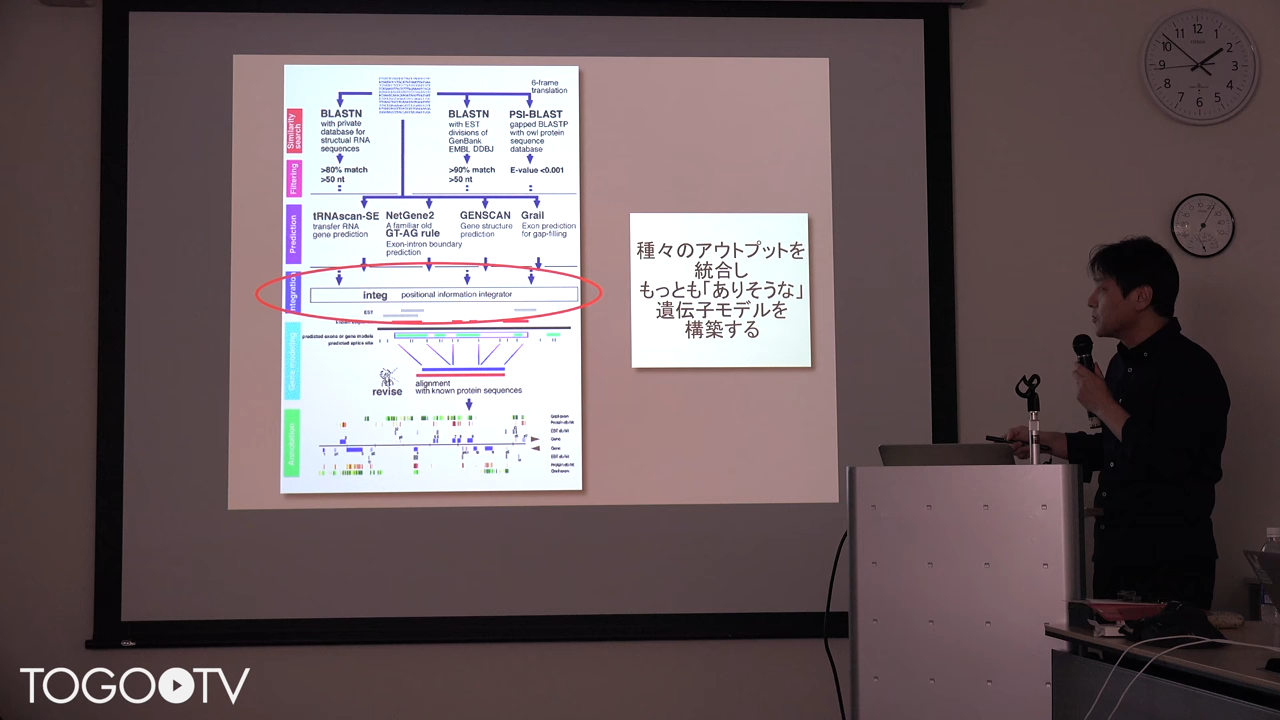 6-frame
translation
BLASTN
with private
database for
structual RNA
sequences
BLASTN
with EST
divisions of
GenBank
EMBL DDBJ
PSI-BLAST
gapped BLASTP
with owl protein
sequence
database
Similarity
search
>80% match
>50 nt
>90% match
>50 nt
E-value <0.001
Filtering
tRNAscan-SE
transfer RNA
gene prediction
NetGene2
A familiar old
GT-AG rule
Exon-intron boundary
prediction
GENSCAN
Gene structure
prediction
Grail
Exon prediction
for gap-filling
Prediction
Integration
integ positional information integrator
EST
predicted exons or gene models
predicted splice site
Gene modeling
revise
alignment
with known protein sequences
Annotation
Gene
Gene
種々のアウトプットを
統合し
もっとも「ありそうな」
遺伝子モデルを
構築する
12
1
2
3
4
5
6
7
8
9
10
11
TOGOTV